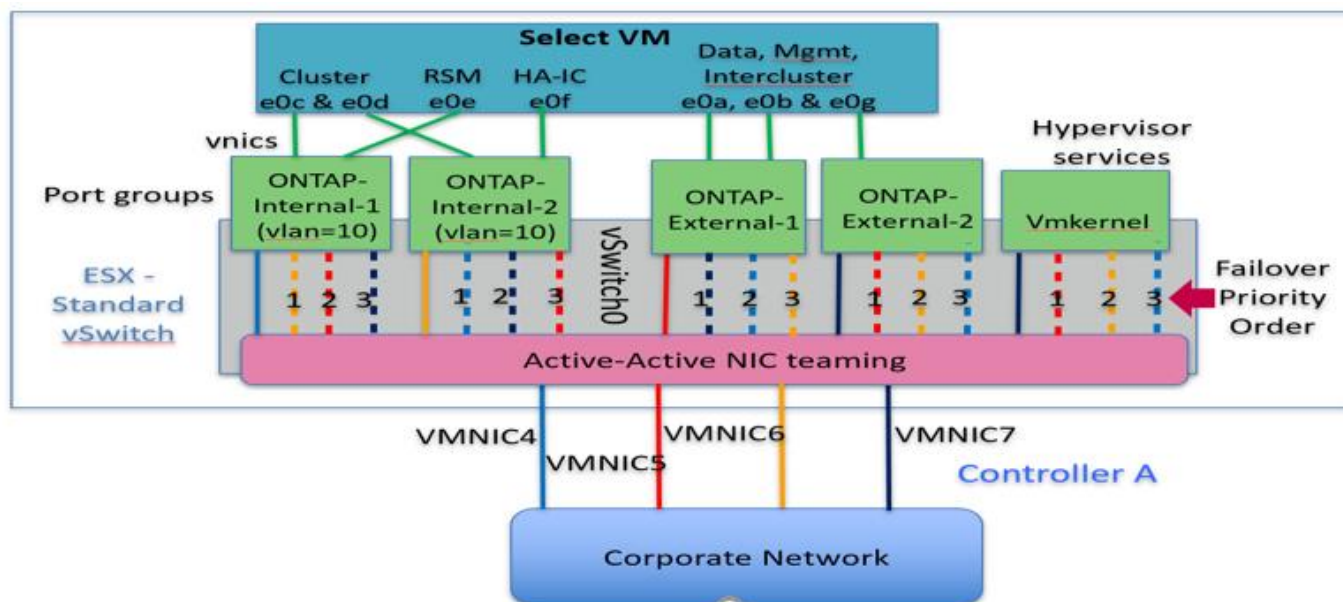 Select VM
Cluster
e0c & e0d
RSM
e0e
HA-IC
e0f
Data, Mgmt,
Intercluster
e0a, e0b & e0g
vnics
Hypervisor
services
Port groups
ONTAP-
Internal-1
(vlan=10)
ONTAP-
Internal-2
(vlan=10)
ONTAP-
External-1
ONTAP-
External-2
Vmkernel
ESX -
Standard
vSwitch
1 2 3
1 2 3
vSwitch0
1 2 3
1 2 3
1 2 3
Failover
Priority
Order
Active-Active NIC teaming
VMNIC4
VMNIC5
VMNIC6
VMNIC7
Controller A
Corporate Network